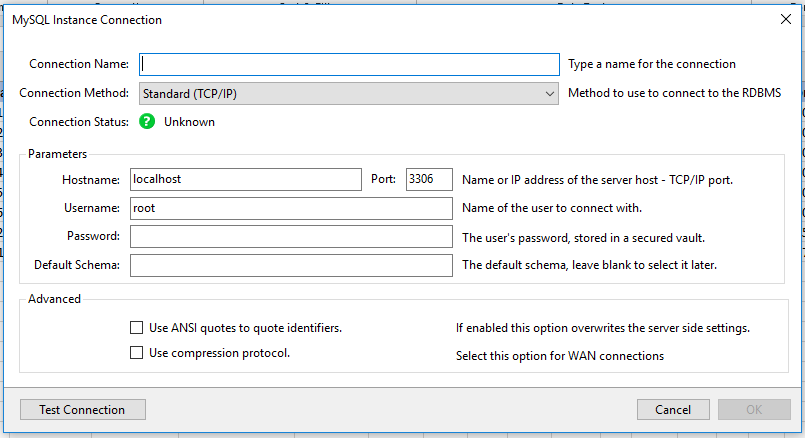 MySQL Instance Connection
Connection Name: Type a name for the connection
Connection Method: Standard (TCP/IP) Method to use to connect to the RDBMS
Connection Status: ? Unknown
Parameters
Hostname: localhost Port: 3306 Name or IP address of the server host - TCP/IP port.
Username: root Name of the user to connect with.
Password: The user's password, stored in a secured vault.
Default Schema: The default schema, leave blank to select it later.
Advanced
Use ANSI quotes to quote identifiers. If enabled this option overwrites the server side settings.
Use compression protocol. Select this option for WAN connections
Test Connection Cancel OK